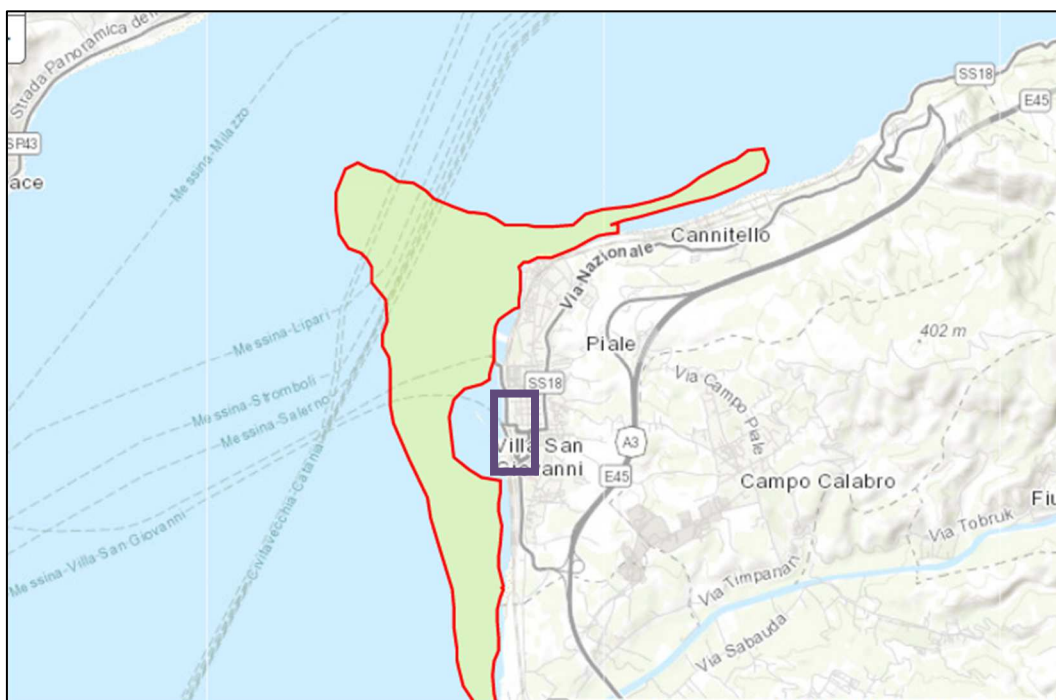 Strada Panoramica de
SP43
ace
Messina-Milazzo
SS18
E45
Cannitello
Via Nazionale
402 m
Messina-Lipari
Piale
Messina-Stromboli
SS18
Via Campo Piale
Messina-Salerno
A3
Villa San
Giovanni
E45
Campo Calabro
Fiu
Civitavecchia-Catania
Messina-Villa-San-Giovanni
Via Tobruk
Via Timpanari
Via Sabauda